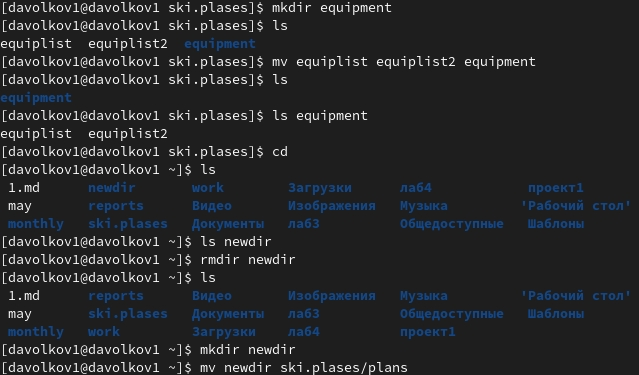 [davolkov1@davolkov1 ski.plases]$ mkdir equipment
[davolkov1@davolkov1 ski.plases]$ ls
equiplist  equiplist2  equipment
[davolkov1@davolkov1 ski.plases]$ mv equiplist equiplist2 equipment
[davolkov1@davolkov1 ski.plases]$ ls
equipment
[davolkov1@davolkov1 ski.plases]$ ls equipment
equiplist  equiplist2
[davolkov1@davolkov1 ski.plases]$ cd
[davolkov1@davolkov1 ~]$ ls
1.md  newdir  work  Загрузки  лаб4  проект1
may  reports  Видео  Изображения  Музыка  'Рабочий стол'
monthly  ski.plases  Документы  лаб3  Общедоступные  Шаблоны
[davolkov1@davolkov1 ~]$ ls newdir
[davolkov1@davolkov1 ~]$ rmdir newdir
[davolkov1@davolkov1 ~]$ ls
1.md  reports  Видео  Изображения  Музыка  'Рабочий стол'
may  ski.plases  Документы  лаб3  Общедоступные  Шаблоны
monthly  work  Загрузки  лаб4  проект1
[davolkov1@davolkov1 ~]$ mkdir newdir
[davolkov1@davolkov1 ~]$ mv newdir ski.plases/plans